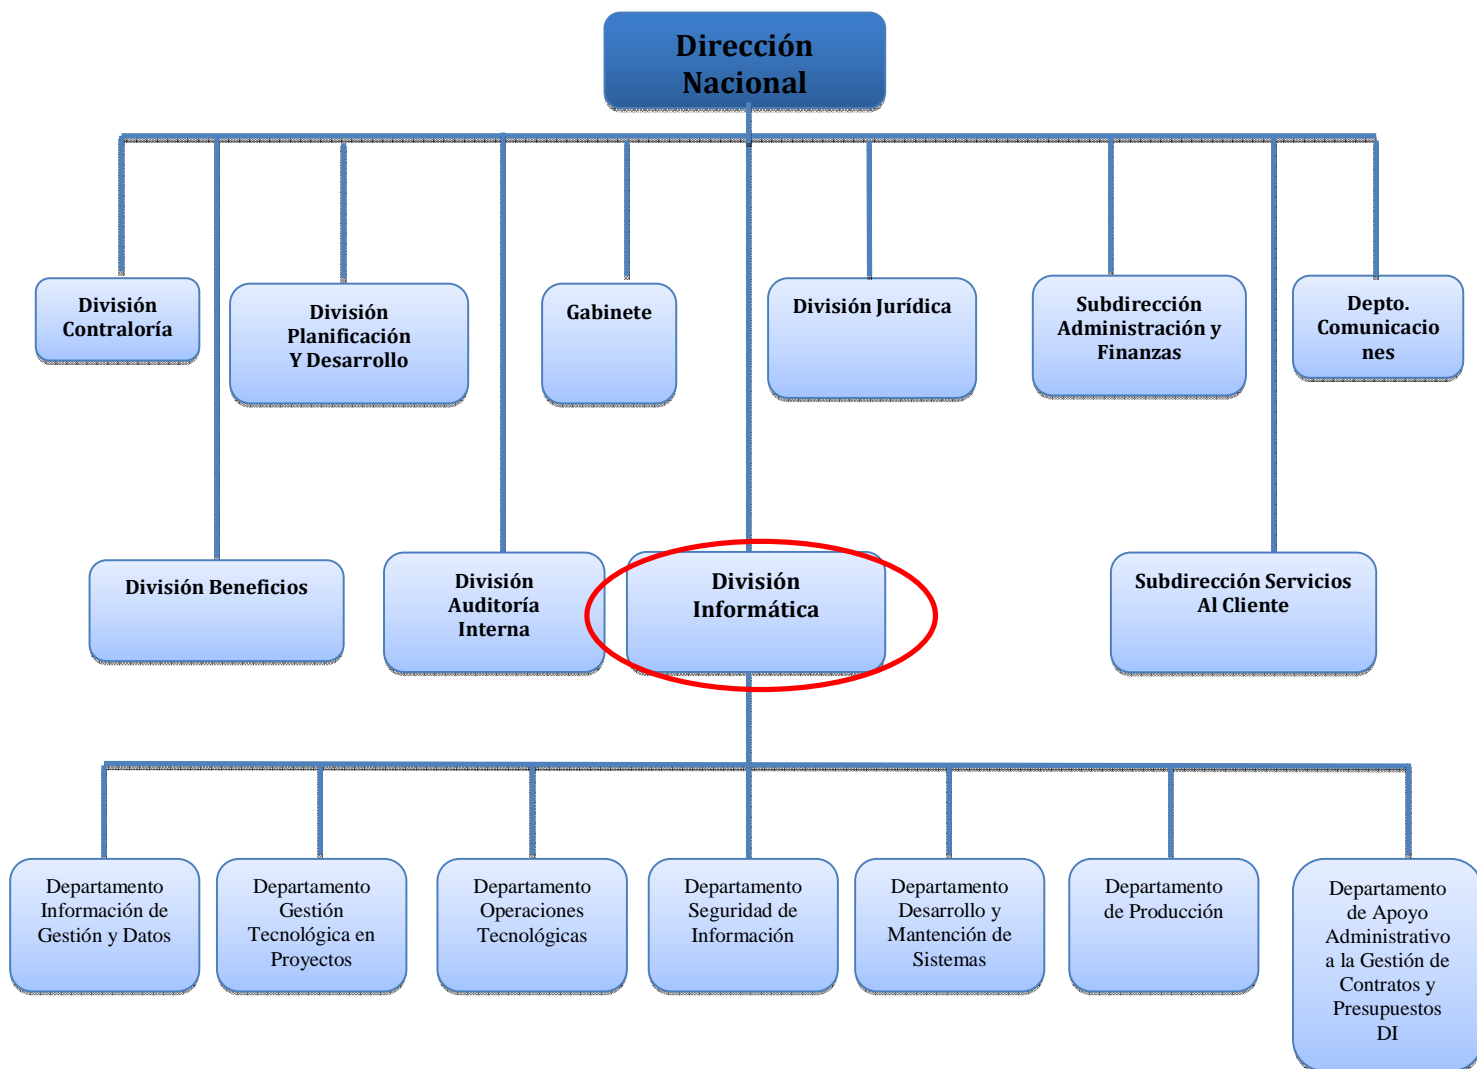 Dirección
Nacional
División
Contraloría
División
Planificación
Y Desarrollo
Gabinete
División Jurídica
Subdirección
Administración y
Finanzas
Depto.
Comunicacio
nes
División Beneficios
División
Auditoría
Interna
División
Informática
Subdirección Servicios
Al Cliente
Departamento
Información de
Gestión y Datos
Departamento
Gestión
Tecnológica en
Proyectos
Departamento
Operaciones
Tecnológicas
Departamento
Seguridad de
Información
Departamento
Desarrollo y
Mantención de
Sistemas
Departamento
de Producción
Departamento
de Apoyo
Administrativo
a la Gestión de
Contratos y
Presupuestos
DI